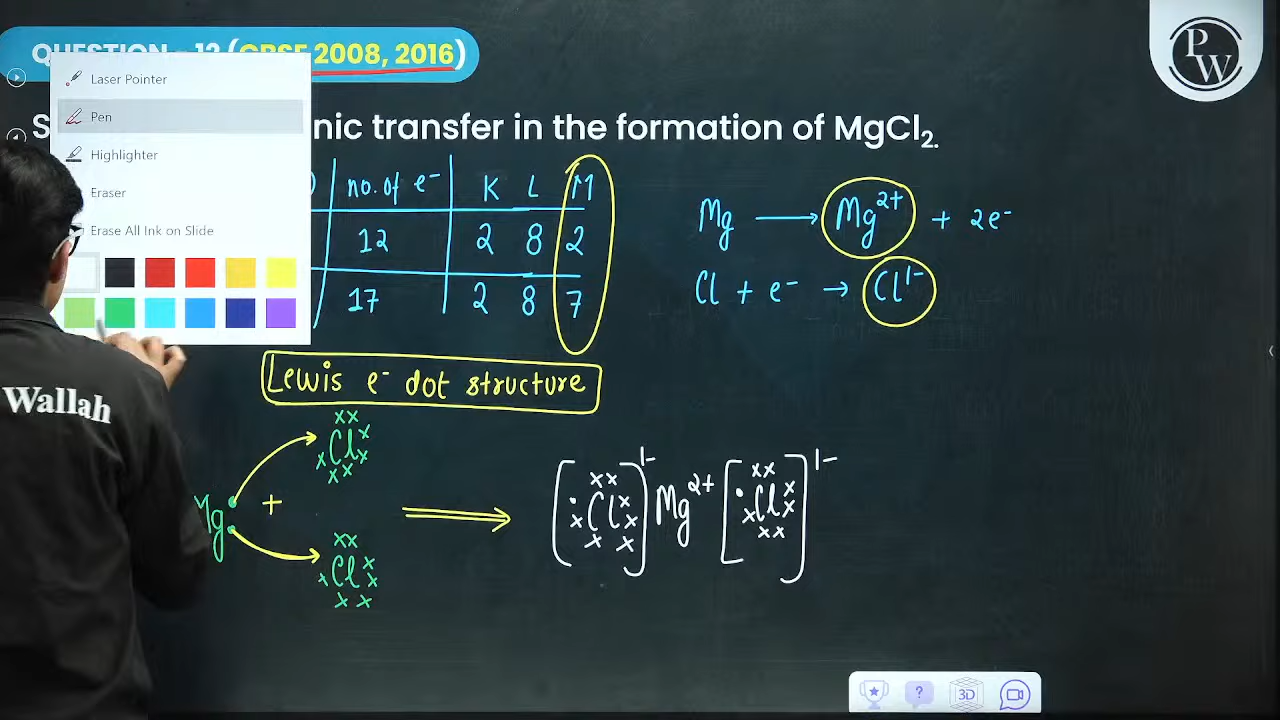 QUESTION - 12 (CBSE 2008, 2016)
PW
Laser Pointer
Pen
Highlighter
Eraser
Erase All Ink on Slide
S nic transfer in the formation of MgCl₂.
no. of e⁻ K L M
12 2 8 2
17 2 8 7
Mg → Mg²⁺ + 2e⁻
Cl + e⁻ → Cl¹⁻
Lewis e⁻ dot structure
Wallah
Cl
Mg + ⇒ [Cl]¹⁻ Mg²⁺ [Cl]¹⁻
Cl
3D